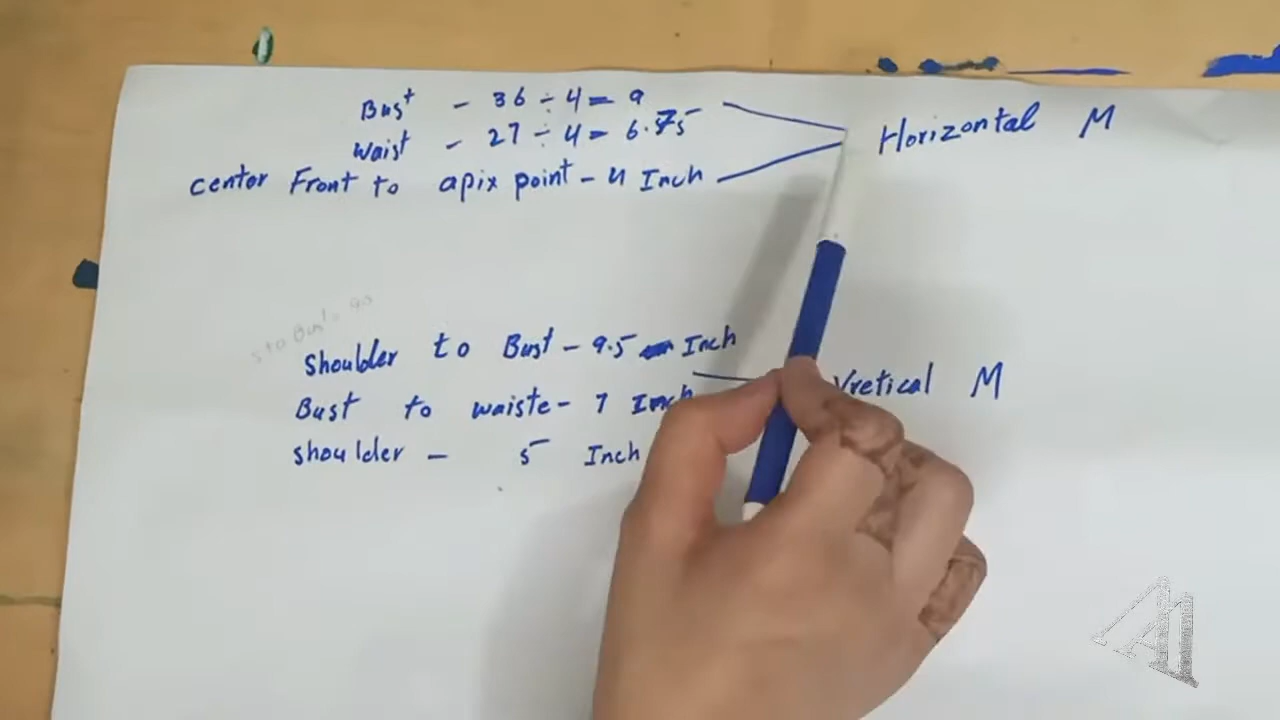 Bust - 36 ÷ 4 = 9
Waist - 27 ÷ 4 = 6.75
center Front to apix point - 4 Inch
Horizontal M
Shoulder to Bust - 9.5 Inch
Bust to waiste - 7 Inch
Vretical M
shoulder - 5 Inch